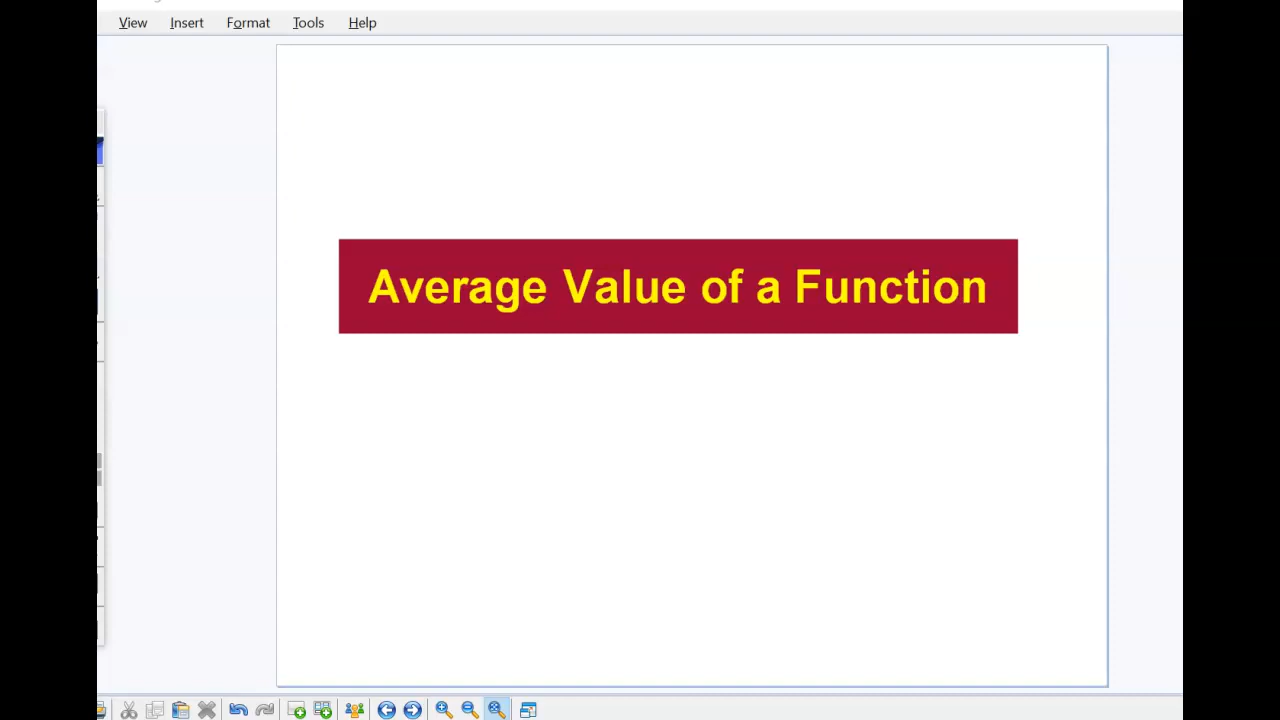 View Insert Format Tools Help
Average Value of a Function